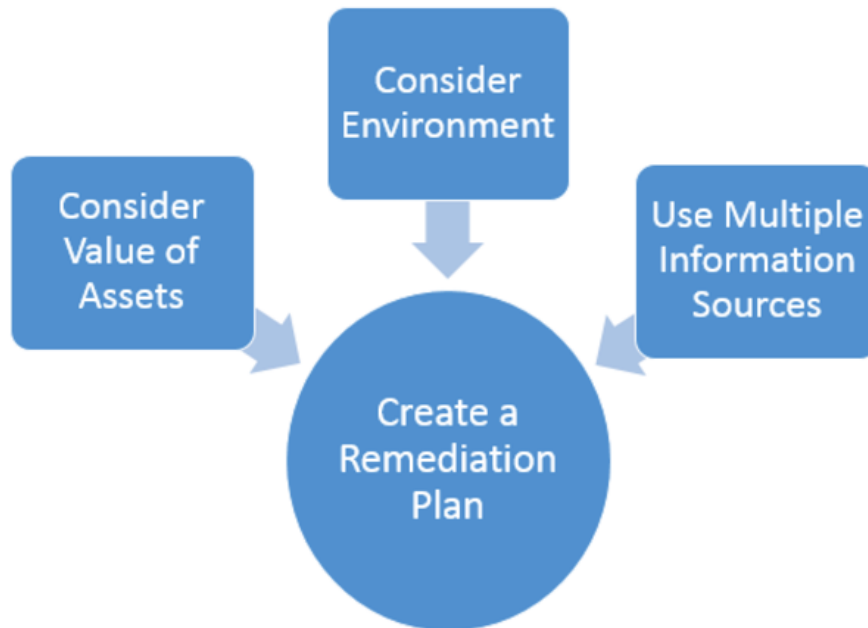 Consider
Environment
Consider
Value of
Assets
Use Multiple
Information
Sources
Create a
Remediation
Plan